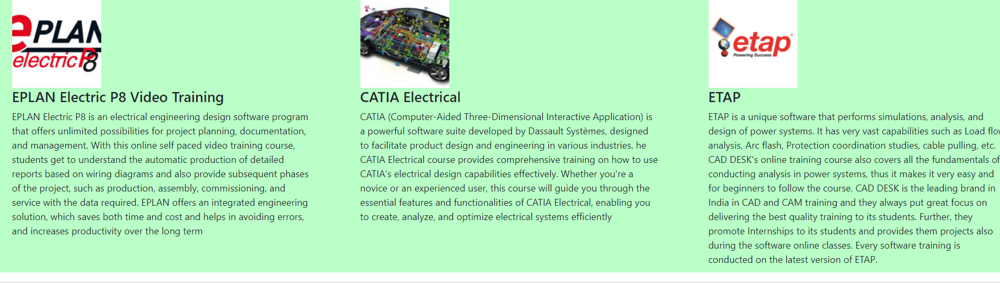 ePLAN
electric P8
EPLAN Electric P8 Video Training
EPLAN Electric P8 is an electrical engineering design software program
that offers unlimited possibilities for project planning, documentation,
and management. With this online self paced video training course,
students get to understand the automatic production of detailed
reports based on wiring diagrams and also provide subsequent phases
of the project, such as production, assembly, commissioning, and
service with the data required. EPLAN offers an integrated engineering
solution, which saves both time and cost and helps in avoiding errors,
and increases productivity over the long term
CATIA Electrical
CATIA (Computer-Aided Three-Dimensional Interactive Application) is
a powerful software suite developed by Dassault Systèmes, designed
to facilitate product design and engineering in various industries. he
CATIA Electrical course provides comprehensive training on how to use
CATIA's electrical design capabilities effectively. Whether you're a
novice or an experienced user, this course will guide you through the
essential features and functionalities of CATIA Electrical, enabling you
to create, analyze, and optimize electrical systems efficiently
etap
Powering Success
ETAP
ETAP is a unique software that performs simulations, analysis, and
design of power systems. It has very vast capabilities such as Load flow
analysis, Arc flash, Protection coordination studies, cable pulling, etc.
CAD DESK's online training course also covers all the fundamentals of
conducting analysis in power systems, thus it makes it very easy and
for beginners to follow the course. CAD DESK is the leading brand in
India in CAD and CAM training and they always put great focus on
delivering the best quality training to its students. Further, they
promote Internships to its students and provides them projects also
during the software online classes. Every software training is
conducted on the latest version of ETAP.